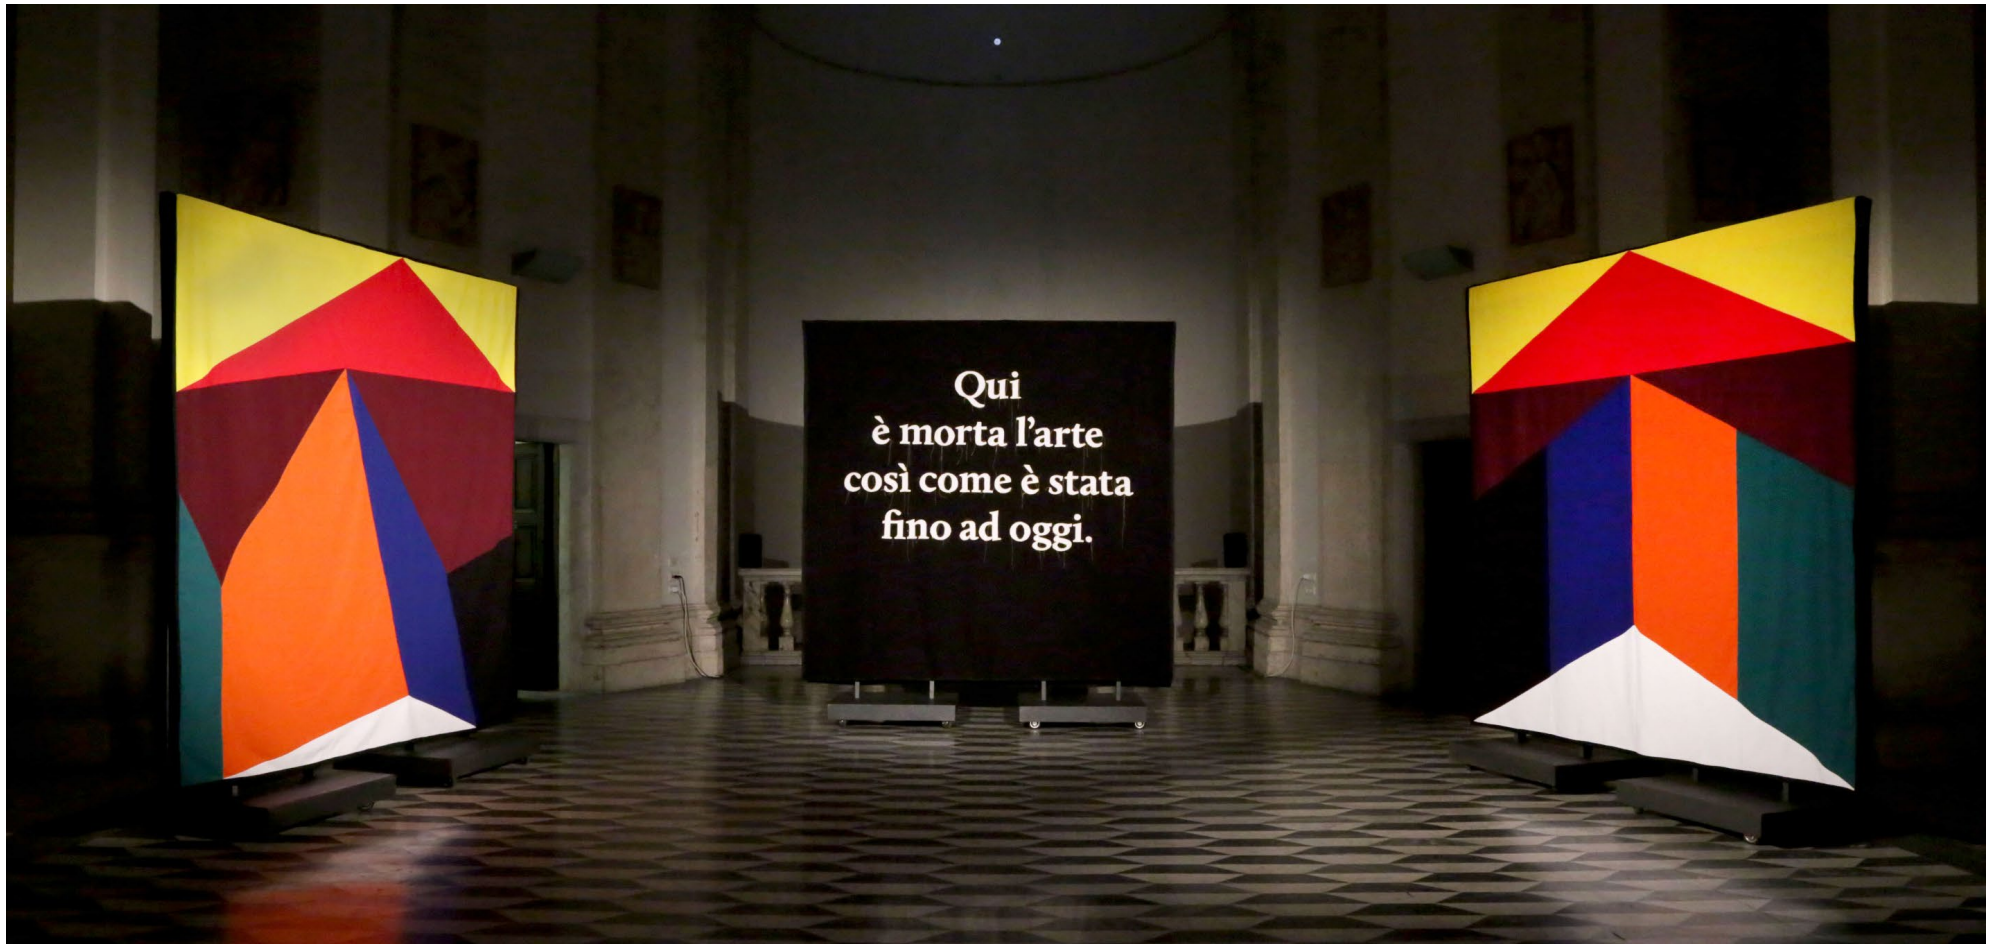 Qui
è morta l’arte
così come è stata
fino ad oggi.